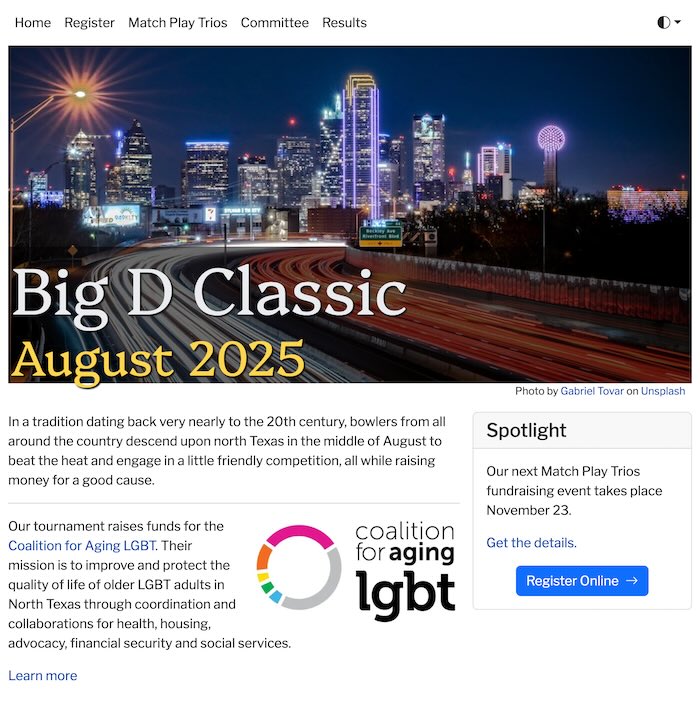 Home Register Match Play Trios Committee Results
Beckley Ave
Riverfront Blvd
Big D Classic
August 2025
Photo by Gabriel Tovar on Unsplash
In a tradition dating back very nearly to the 20th century, bowlers from all
around the country descend upon north Texas in the middle of August to
beat the heat and engage in a little friendly competition, all while raising
money for a good cause.
Our tournament raises funds for the
Coalition for Aging LGBT. Their
mission is to improve and protect the
quality of life of older LGBT adults in
North Texas through coordination and
collaborations for health, housing,
advocacy, financial security and social services.
Learn more
coalition
for aging
lgbt
Spotlight
Our next Match Play Trios
fundraising event takes place
November 23.
Get the details.
Register Online →